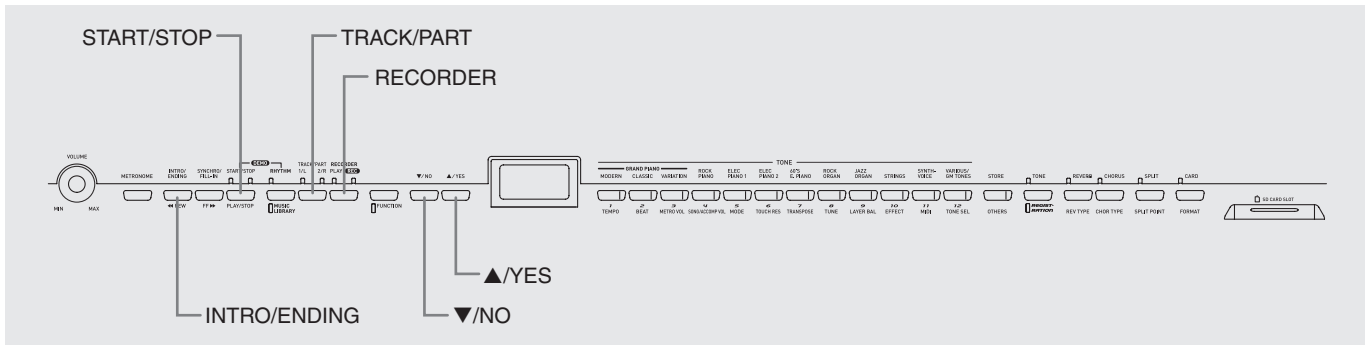 START/STOP
TRACK/PART
RECORDER
VOLUME
MIN MAX
METRONOME
INTRO/
ENDING
◀◀ REW
SYNCHRO/
FILL-IN
FF ▶▶
DEMO
START/STOP
PLAY/STOP
RHYTHM
MUSIC
LIBRARY
TRACK/PART
1/L 2/R
RECORDER
PLAY REC
FUNCTION
▼/NO
▲/YES
TONE
GRAND PIANO
MODERN
CLASSIC
VARIATION
ROCK
PIANO
ELEC
PIANO 1
ELEC
PIANO 2
60'S
E. PIANO
ROCK
ORGAN
JAZZ
ORGAN
STRINGS
SYNTH-
VOICE
VARIOUS/
GM TONES
1 2 3 4 5 6 7 8 9 10 11 12
TEMPO
BEAT
METRO VOL
SONG/ACCOMP VOL
MODE
TOUCH RES
TRANSPOSE
TUNE
LAYER BAL
EFFECT
MIDI
TONE SEL
STORE
OTHERS
TONE
REGIST-
RATION
REVERB
REV TYPE
CHORUS
CHOR TYPE
SPLIT
SPLIT POINT
CARD
FORMAT
SD CARD SLOT
▲/YES
INTRO/ENDING
▼/NO